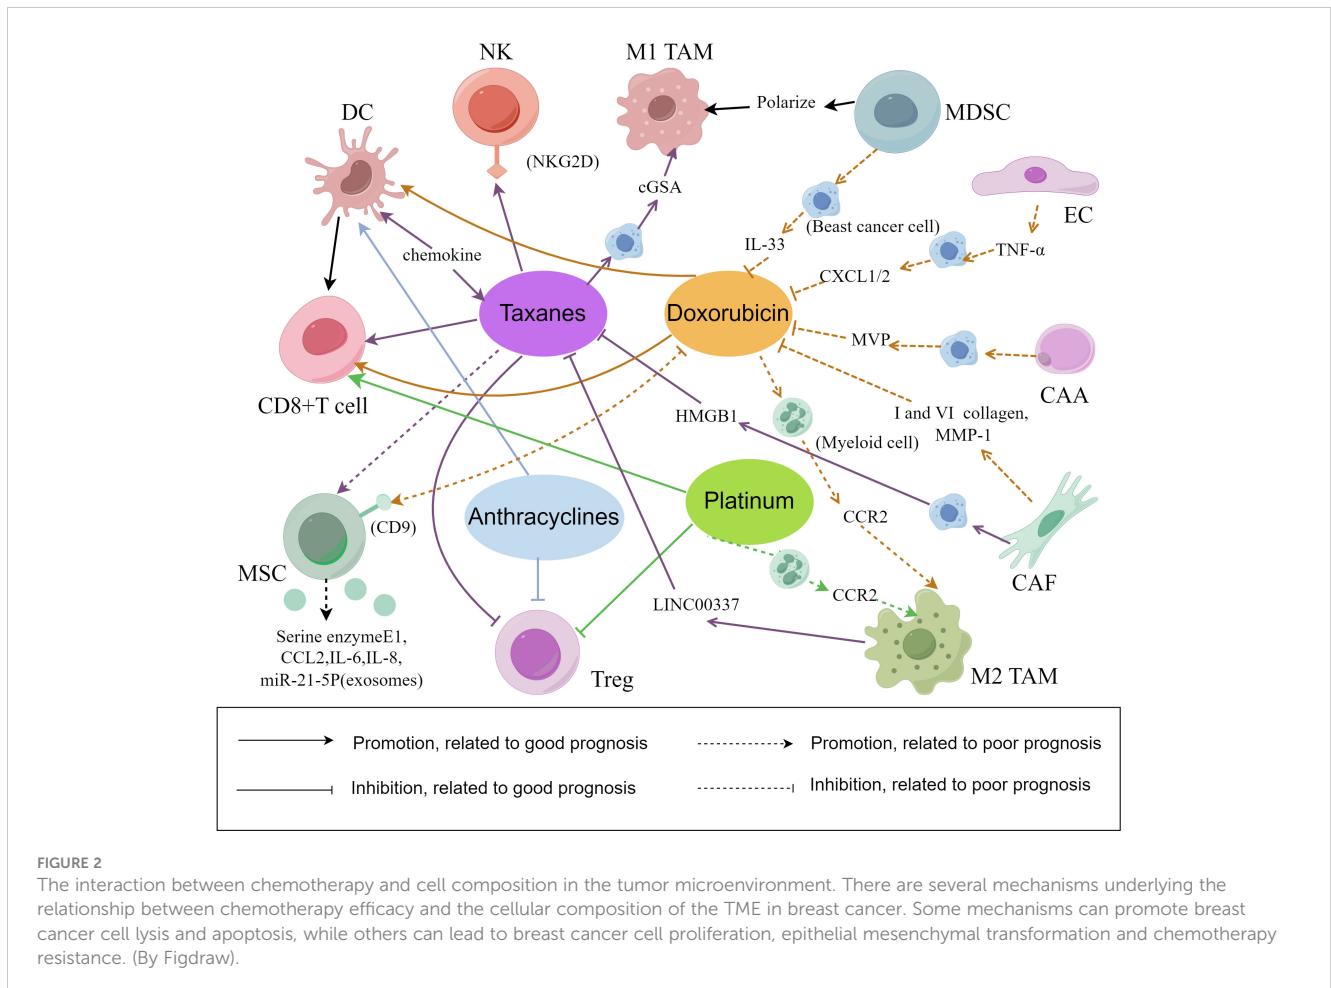 NK
M1 TAM
DC
Polarize
MDSC
(NKG2D)
cGSA
EC
(Beast cancer cell)
IL-33
TNF-α
chemokine
CXCL1/2
Taxanes
Doxorubicin
MVP
CAA
CD8+T cell
HMGB1
I and VI collagen,
MMP-1
(Myeloid cell)
Platinum
Anthracyclines
(CD9)
CCR2
MSC
CAF
LINC00337
CCR2
Serine enzymeE1,
CCL2,IL-6,IL-8,
miR-21-5P(exosomes)
Treg
M2 TAM
Promotion, related to good prognosis
Promotion, related to poor prognosis
Inhibition, related to good prognosis
Inhibition, related to poor prognosis
FIGURE 2
The interaction between chemotherapy and cell composition in the tumor microenvironment. There are several mechanisms underlying the
relationship between chemotherapy efficacy and the cellular composition of the TME in breast cancer. Some mechanisms can promote breast
cancer cell lysis and apoptosis, while others can lead to breast cancer cell proliferation, epithelial mesenchymal transformation and chemotherapy
resistance. (By Figdraw).